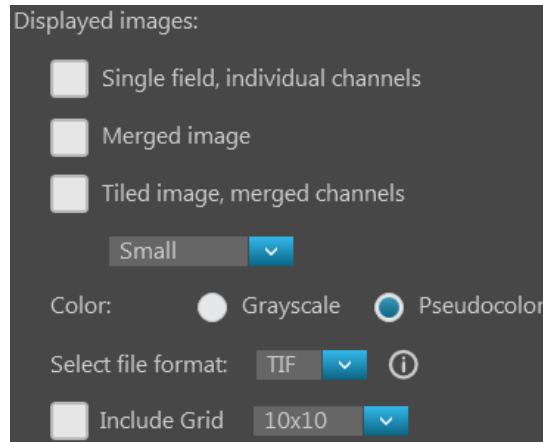 Displayed images:
Single field, individual channels
Merged image
Tiled image, merged channels
Small
Color: Grayscale Pseudocolor
Select file format: TIF
Include Grid 10x10